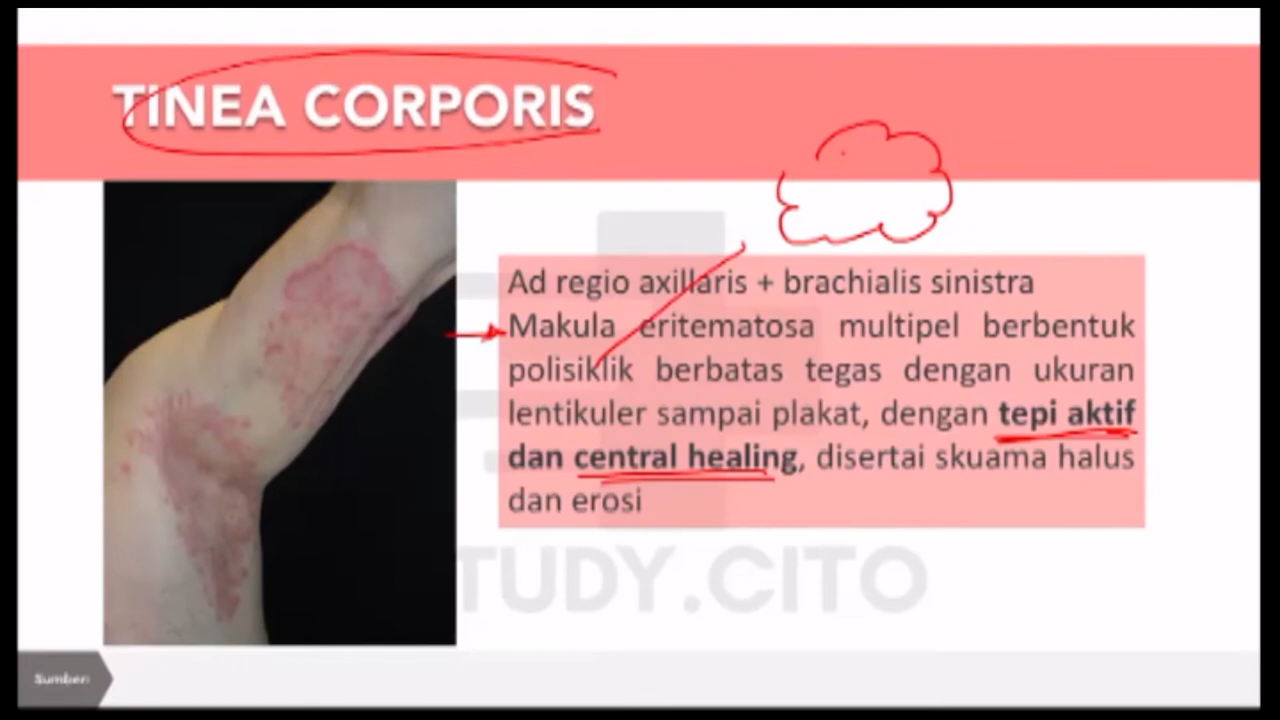 TINEA CORPORIS
Ad regio axillaris + brachialis sinistra
Makula eritematosa multipel berbentuk
polisiklik berbatas tegas dengan ukuran
lentikuler sampai plakat, dengan tepi aktif
dan central healing, disertai skuama halus
dan erosi
TUDY.CITO
Sumber: